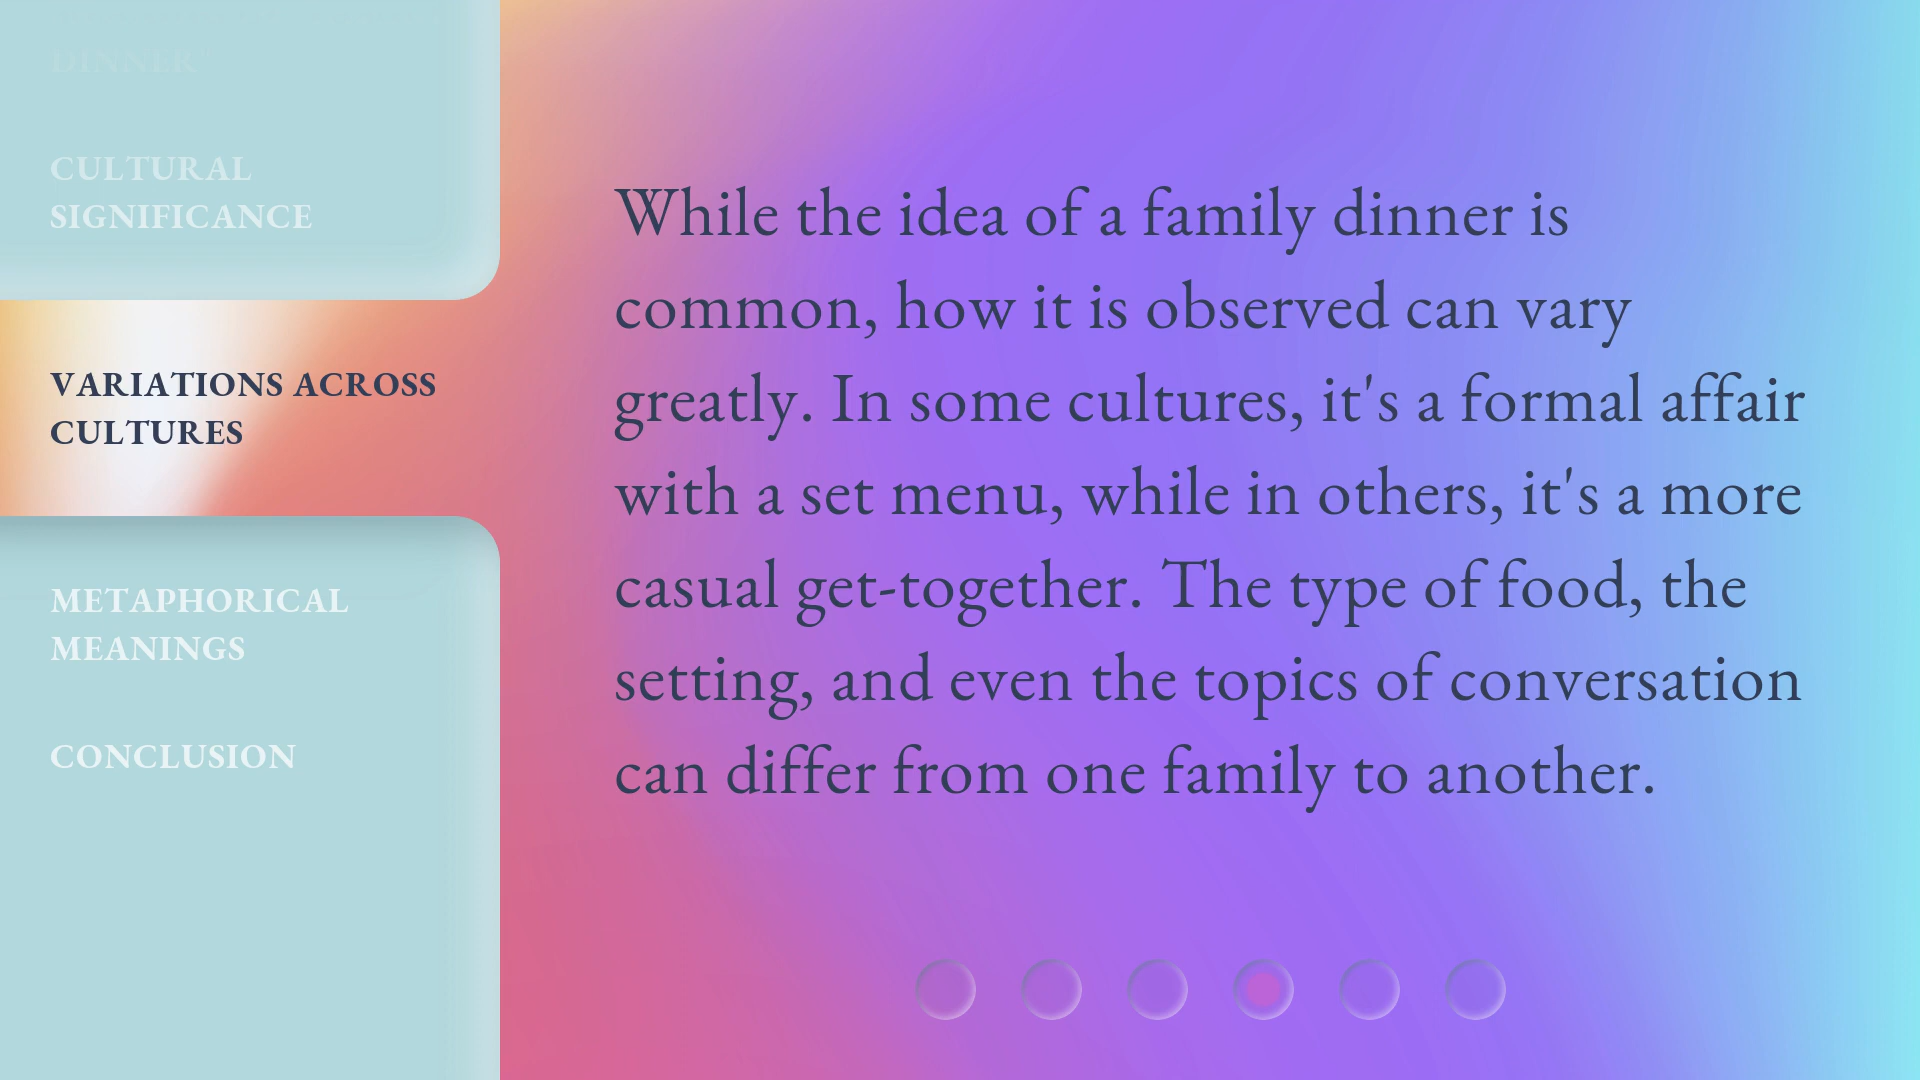 DINNER"
CULTURAL
SIGNIFICANCE
VARIATIONS ACROSS
CULTURES
METAPHORICAL
MEANINGS
CONCLUSION
While the idea of a family dinner is
common, how it is observed can vary
greatly. In some cultures, it's a formal affair
with a set menu, while in others, it's a more
casual get-together. The type of food, the
setting, and even the topics of conversation
can differ from one family to another.